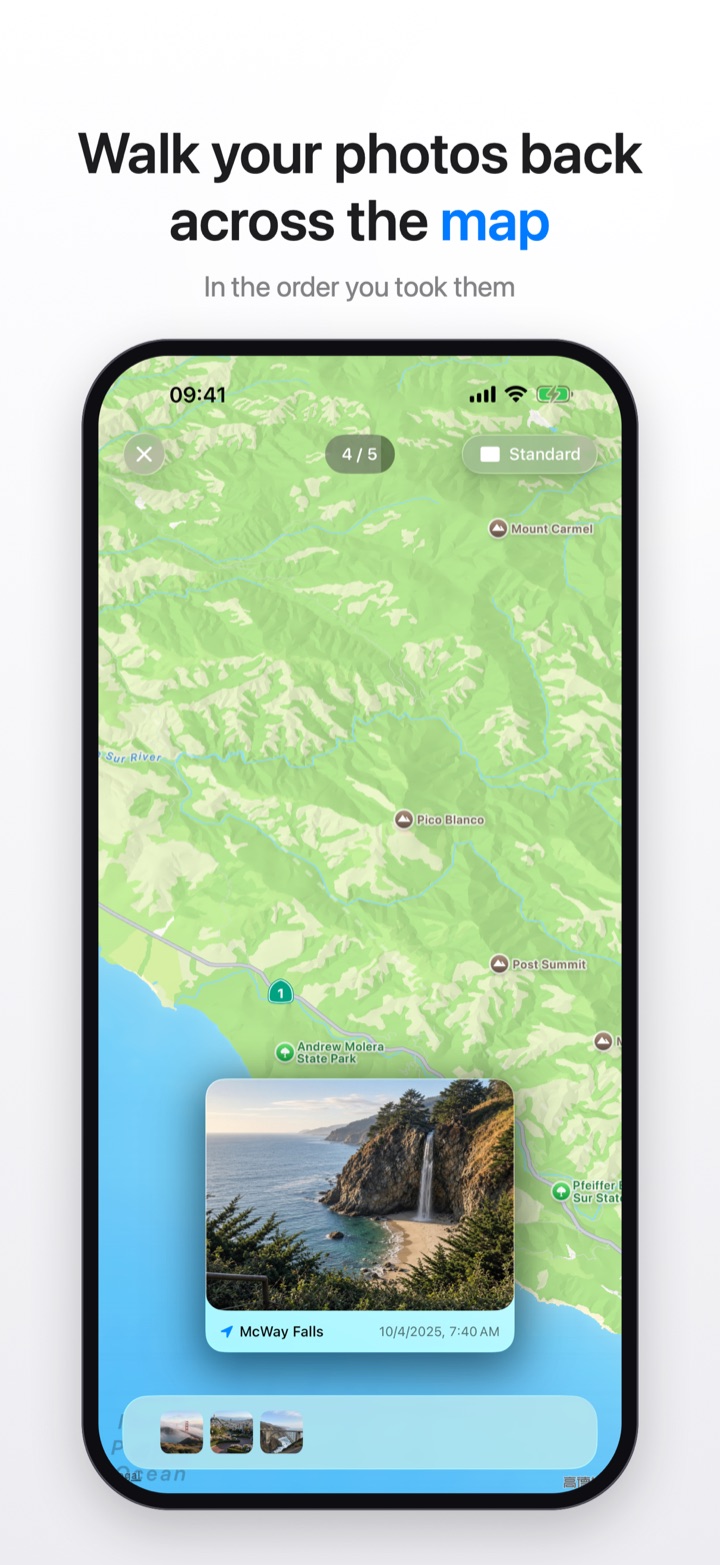 Walk your photos back
across the map
In the order you took them
09:41
4 / 5
Standard
Mount Carmel
Sur River
Pico Blanco
Post Summit
1
Andrew Molera
State Park
Pfeiffer
Sur
McWay Falls
10/4/2025, 7:40 AM